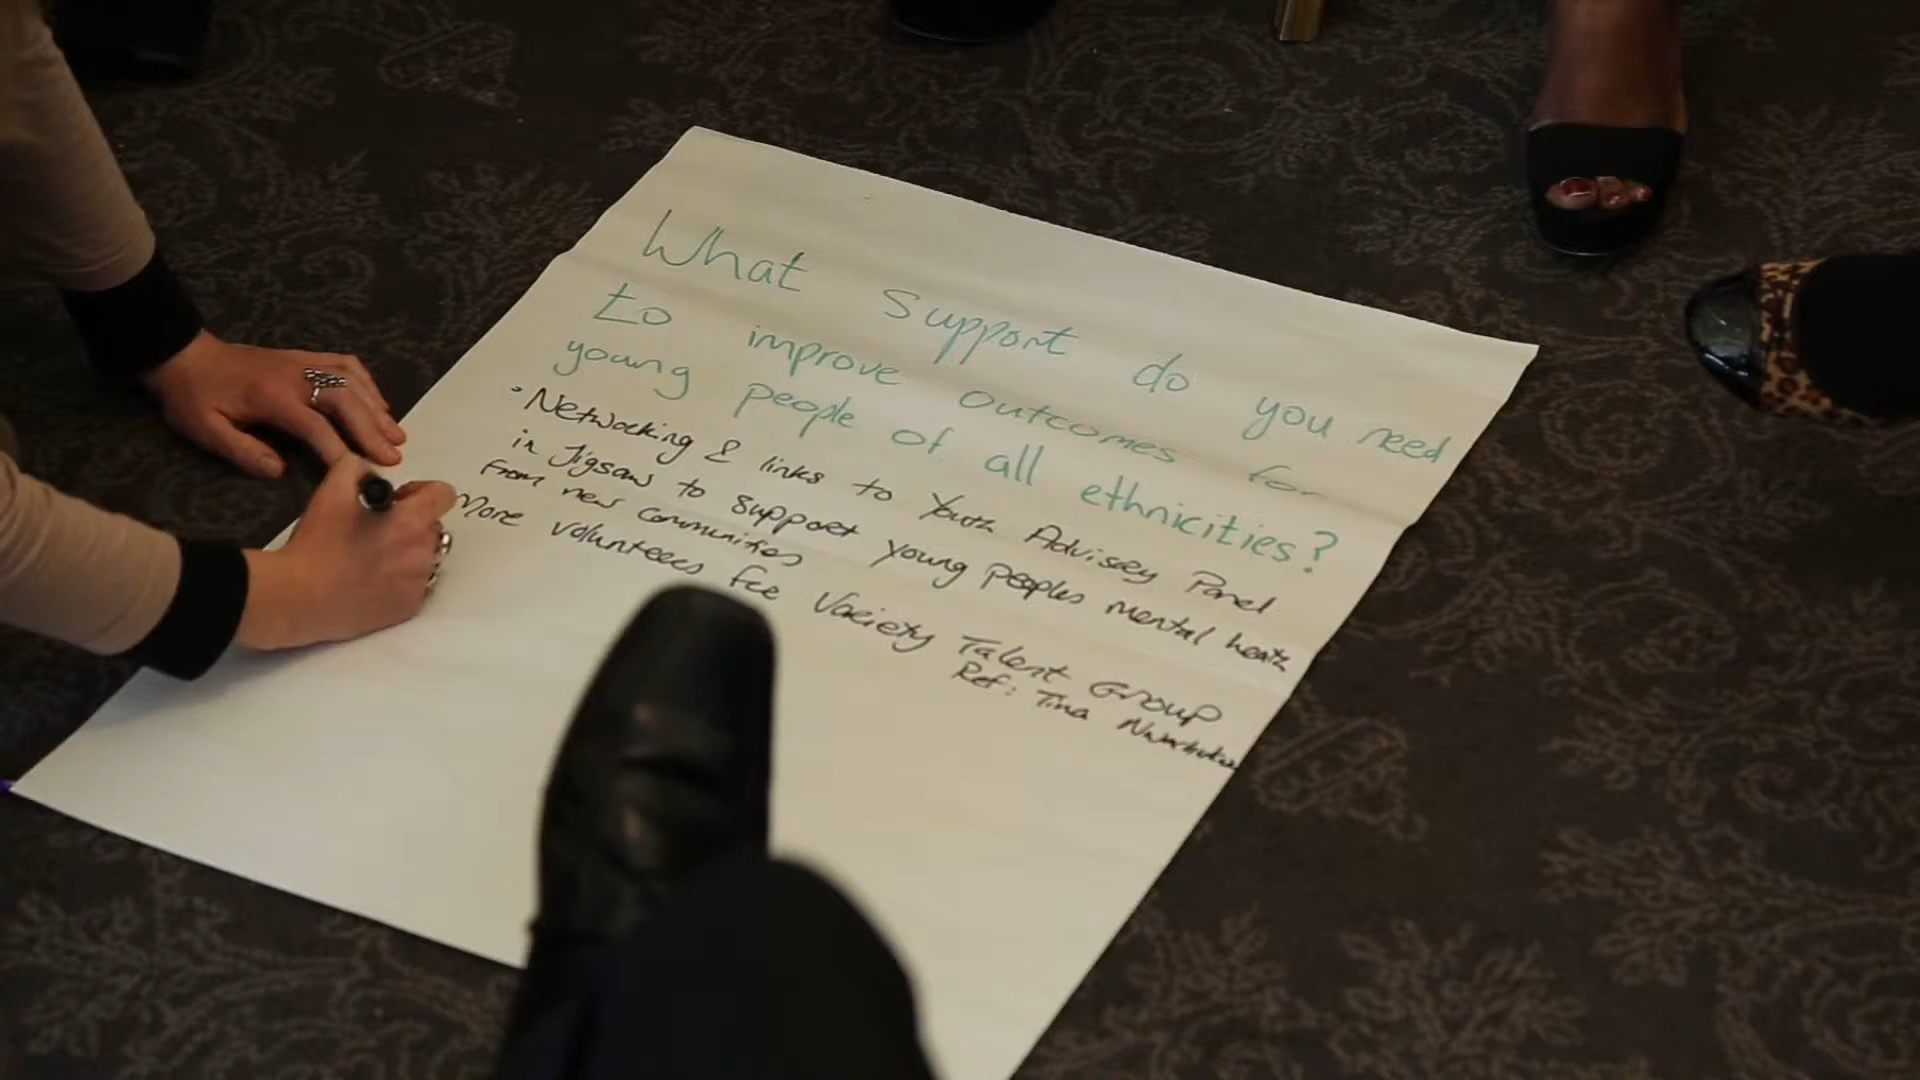 What support do you need
to improve outcomes for
young people of all ethnicities?
• Networking & links to Youth Advisory Panel
in Jigsaw to support young peoples mental health
from new communities
More volunteers for Variety Talent Group
Ref: Tina